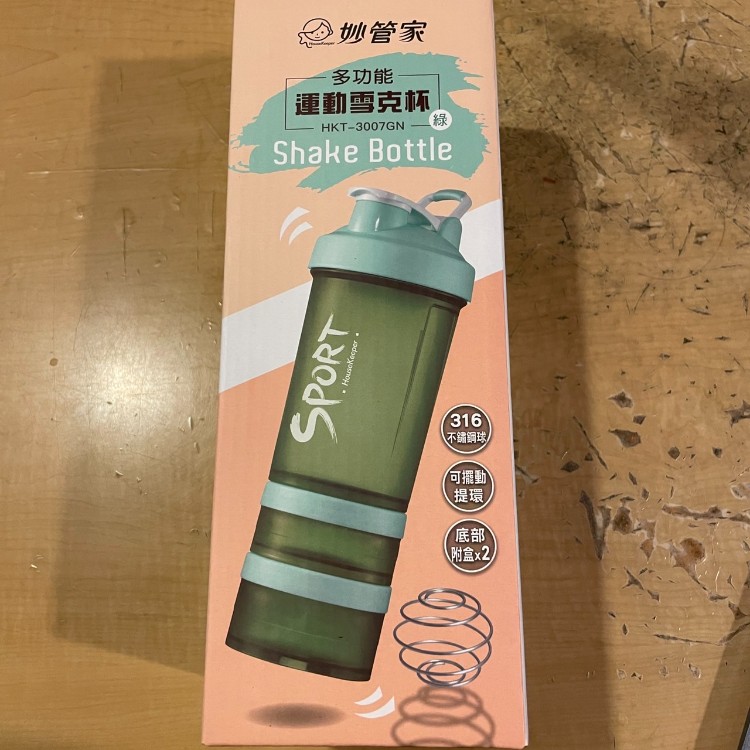 妙管家
HouseKeeper
多功能
運動雪克杯
綠
HKT-3007GN
Shake Bottle
SPORT
HouseKeeper
316
不鏽鋼球
可擺動
提環
底部
附盒x2